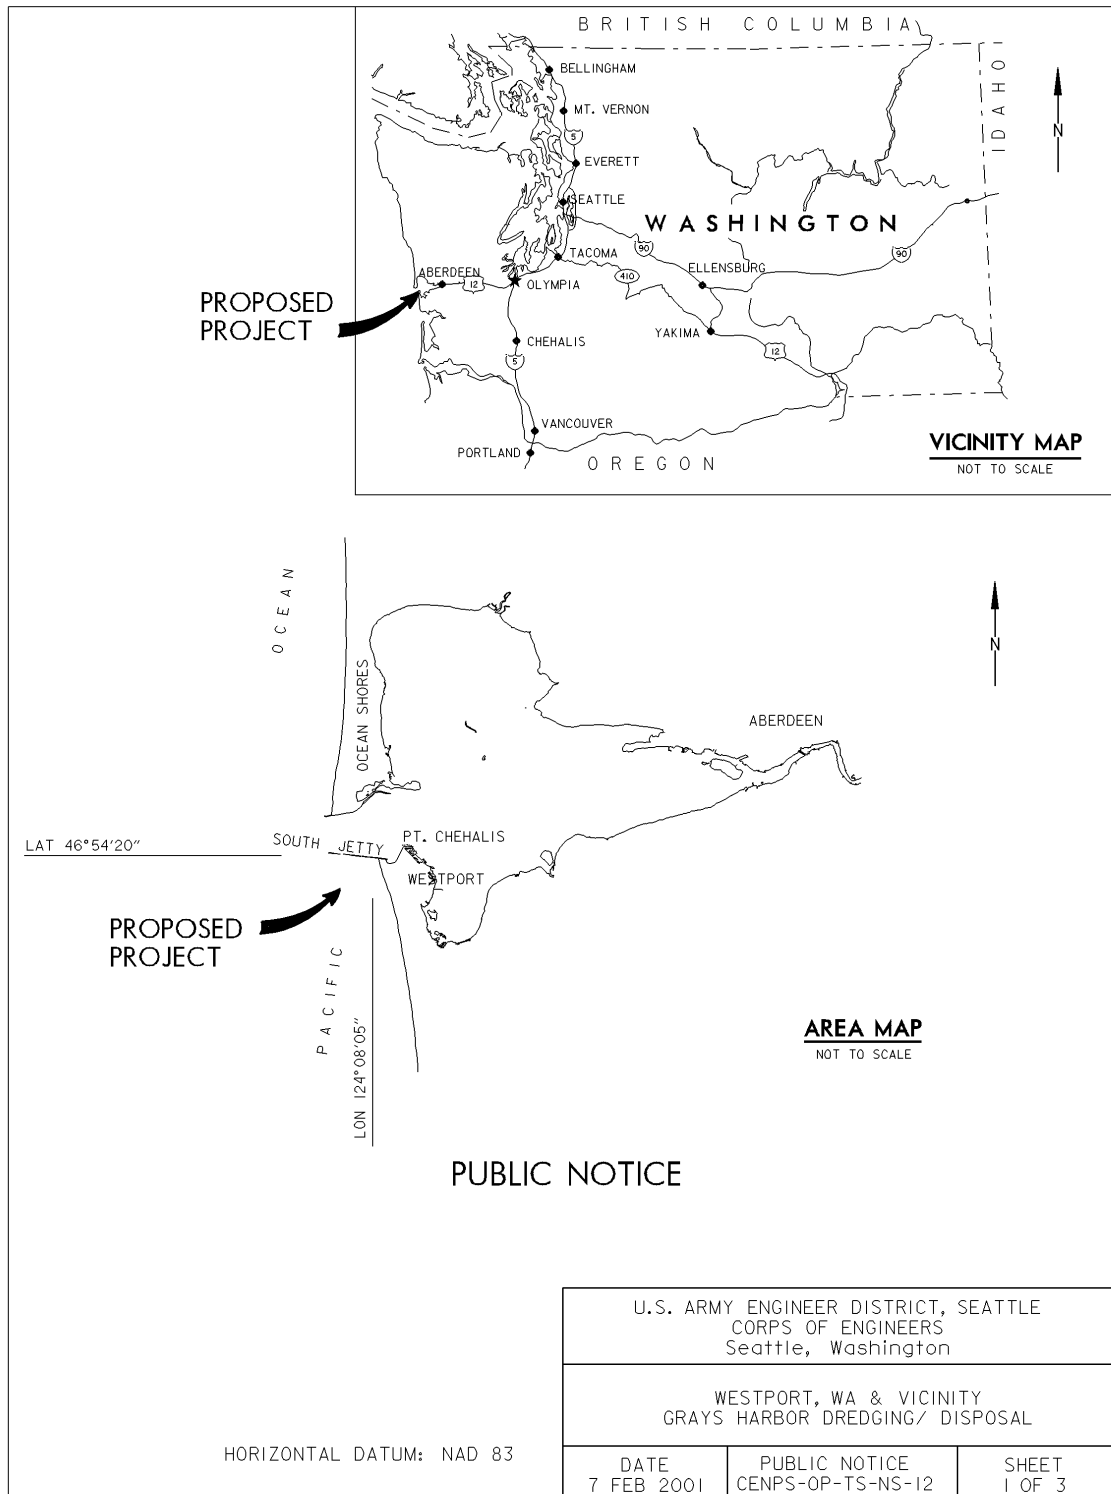 BRITISH COLUMBIA
IDAHO
N
BELLINGHAM
MT. VERNON
5
EVERETT
SEATTLE
WASHINGTON
90
90
TACOMA
ELLENSBURG
410
ABERDEEN
12
OLYMPIA
PROPOSED
PROJECT
CHEHALIS
YAKIMA
12
5
VANCOUVER
PORTLAND
OREGON
VICINITY MAP
NOT TO SCALE
OCEAN
N
OCEAN SHORES
ABERDEEN
SOUTH JETTY
PT. CHEHALIS
LAT 46°54'20"
WESTPORT
PROPOSED
PROJECT
PACIFIC
LON 124°08'05"
AREA MAP
NOT TO SCALE
PUBLIC NOTICE
U.S. ARMY ENGINEER DISTRICT, SEATTLE
CORPS OF ENGINEERS
Seattle, Washington
WESTPORT, WA & VICINITY
GRAYS HARBOR DREDGING/ DISPOSAL
HORIZONTAL DATUM: NAD 83
DATE
7 FEB 2001
PUBLIC NOTICE
CENPS-OP-TS-NS-12
SHEET
1 OF 3